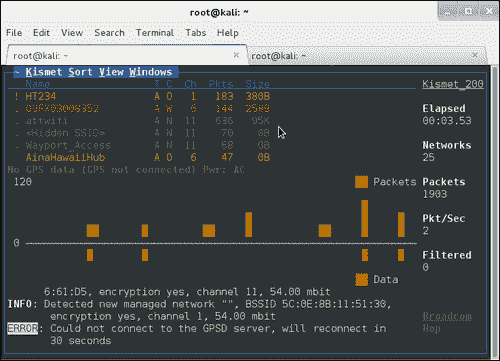 root@kali: ~
File Edit View Search Terminal Tabs Help
root@kali: ~ × root@kali: ~ ×
~ Kismet Sort View Windows
Name T C Ch Pkts Size
Kismet_200
! HT234 A O 1 183 380B
. A 6 144
. attwifi A N 11 636 95K
. <Hidden SSID> A N 11 70 0B
. Wayport_Access A N 11 68 0B
AinaHawaiiHub A O 6 47 0B
No GPS data (GPS not connected) Pwr: AC
Elapsed
00:03.53
Networks
25
Packets
1903
Pkt/Sec
2
Filtered
0
120
Packets
0
Data
6:61:D5, encryption yes, channel 11, 54.00 mbit
INFO: Detected new managed network "", BSSID 5C:0E:8B:11:51:30,
encryption yes, channel 1, 54.00 mbit
ERROR: Could not connect to the GPSD server, will reconnect in
30 seconds
Broadcom
Hop